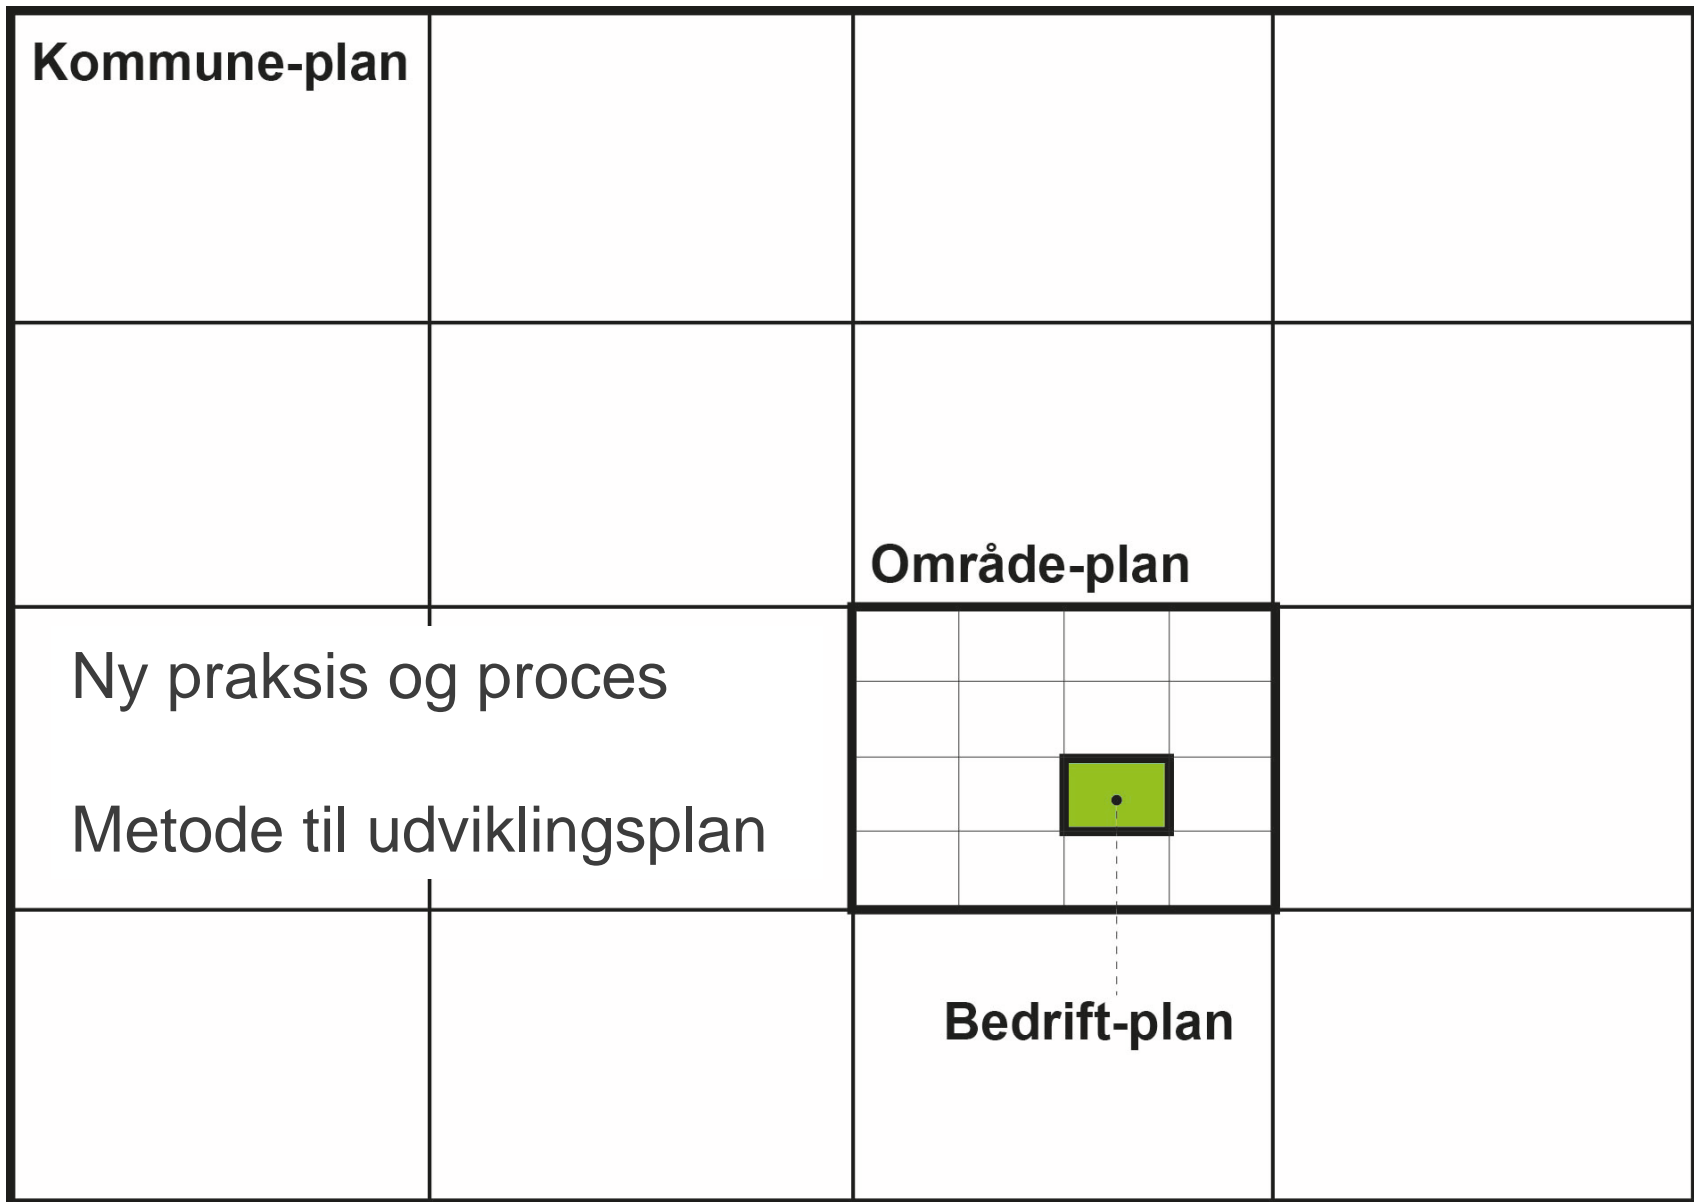 Kommune-plan
Område-plan
Ny praksis og proces
Metode til udviklingsplan
Bedrift-plan